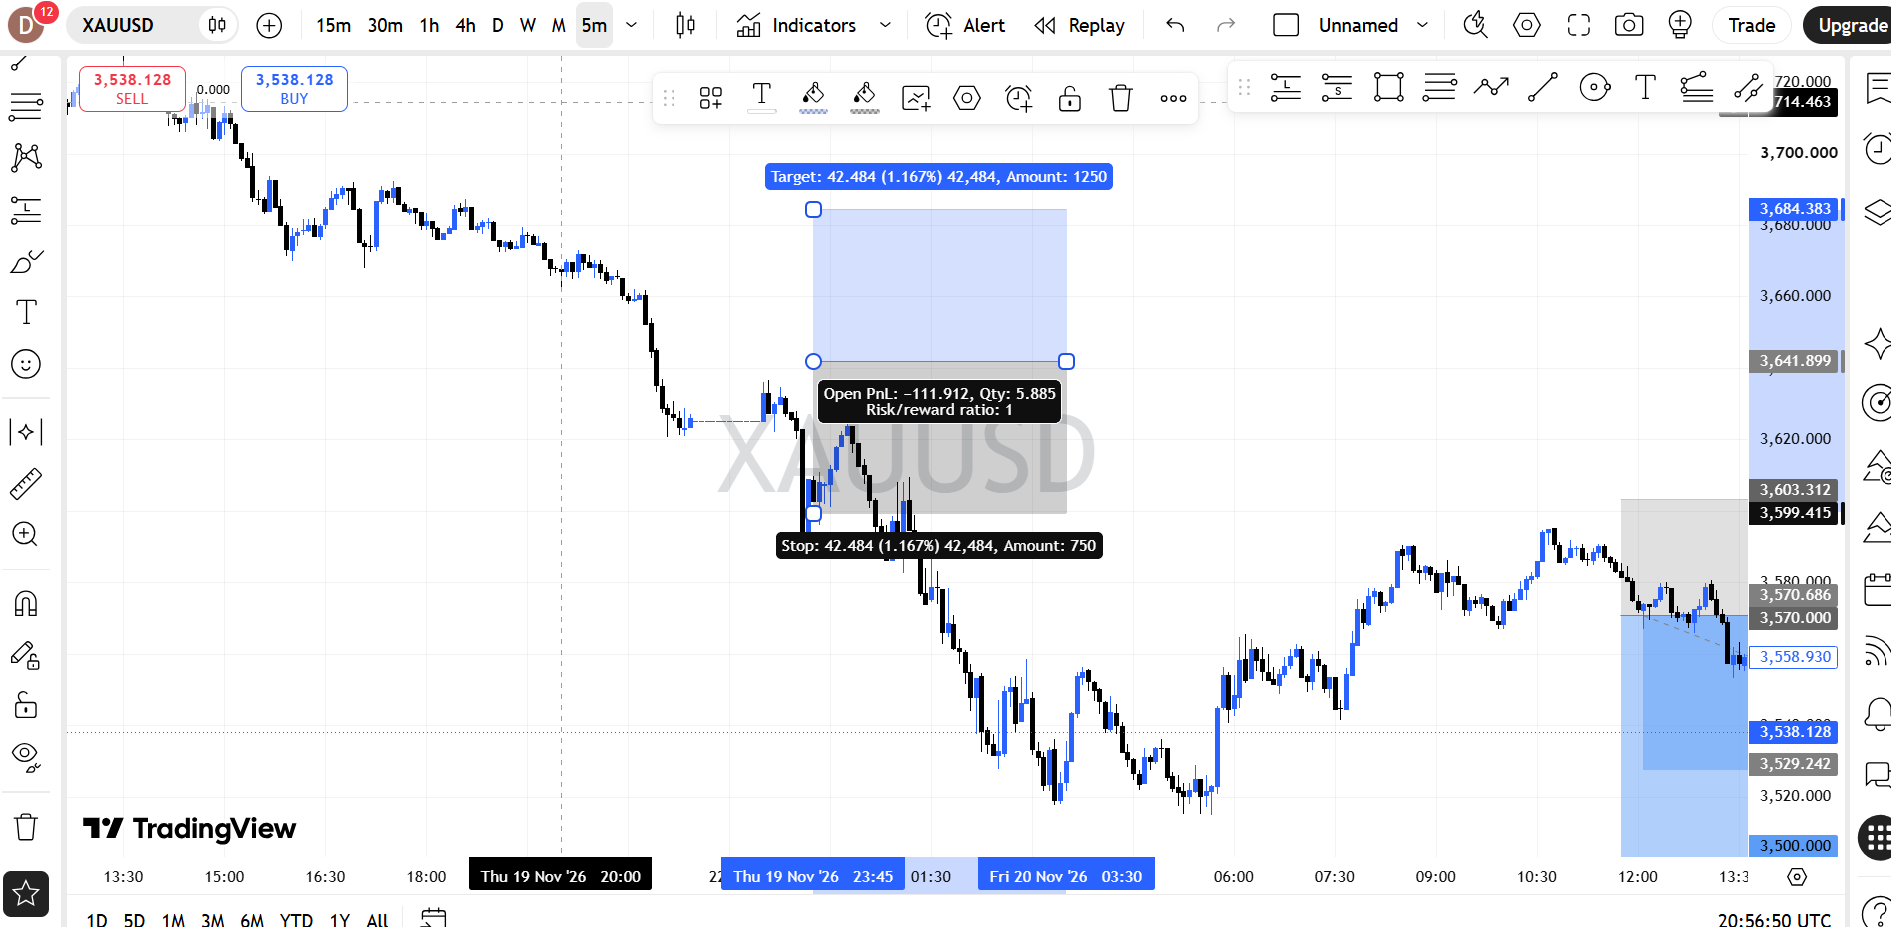 D
12
XAUUSD
15m 30m 1h 4h D W M 5m
Indicators
Alert
Replay
Unnamed
Trade
Upgrade
3,538.128
SELL
0.000
3,538.128
BUY
T
L
S
T
720.000
714.463
3,700.000
Target: 42.484 (1.167%) 42,484, Amount: 1250
3,684.383
3,680.000
3,660.000
3,641.899
Open PnL: −111.912, Qty: 5.885
Risk/reward ratio: 1
XAUUSD
3,620.000
3,603.312
3,599.415
Stop: 42.484 (1.167%) 42,484, Amount: 750
3,580.000
3,570.686
3,570.000
3,558.930
3,538.128
3,529.242
3,520.000
3,500.000
TradingView
13:30 15:00 16:30 18:00 Thu 19 Nov '26 20:00 Thu 19 Nov '26 23:45 01:30 Fri 20 Nov '26 03:30 06:00 07:30 09:00 10:30 12:00
1D 5D 1M 3M 6M YTD 1Y All
20:56:50 UTC